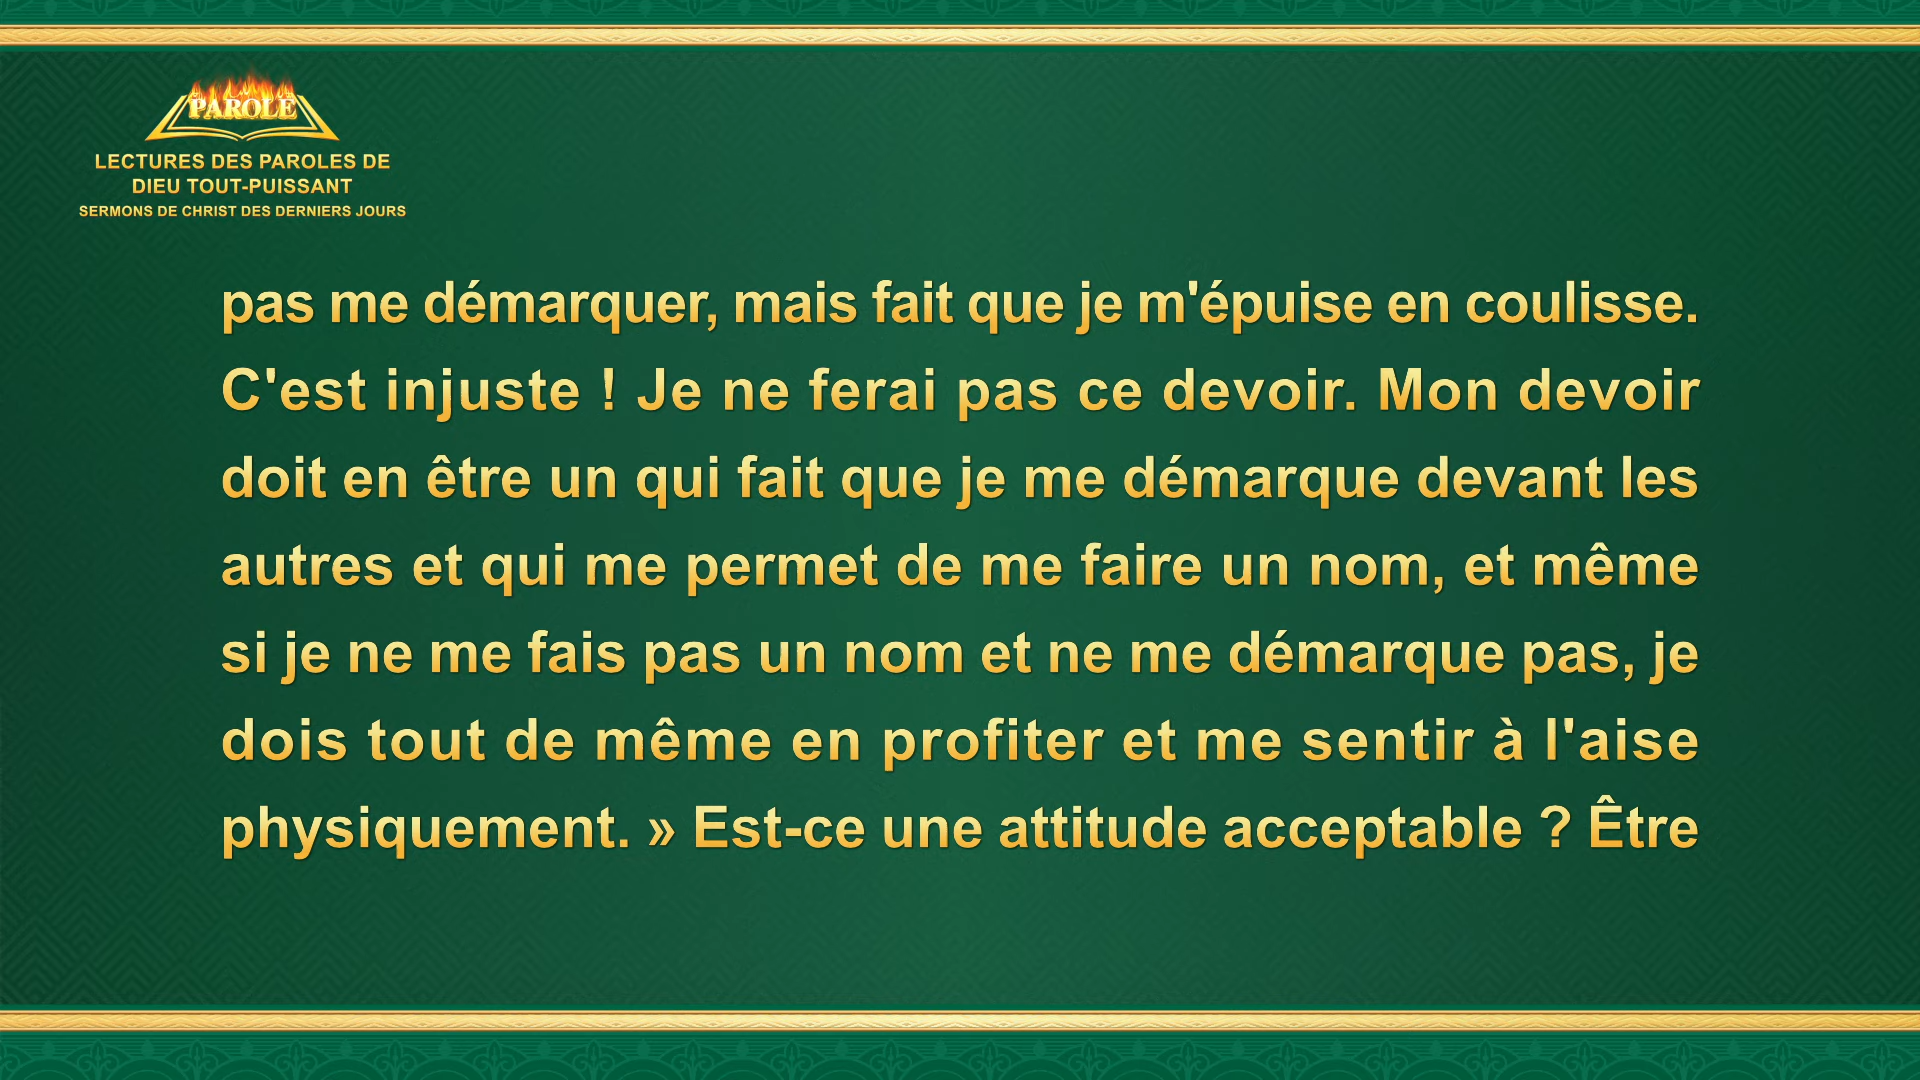 PAROLE
LECTURES DES PAROLES DE
DIEU TOUT-PUISSANT
SERMONS DE CHRIST DES DERNIERS JOURS
pas me démarquer, mais fait que je m'épuise en coulisse.
C'est injuste ! Je ne ferai pas ce devoir. Mon devoir
doit en être un qui fait que je me démarque devant les
autres et qui me permet de me faire un nom, et même
si je ne me fais pas un nom et ne me démarque pas, je
dois tout de même en profiter et me sentir à l'aise
physiquement. » Est-ce une attitude acceptable ? Être